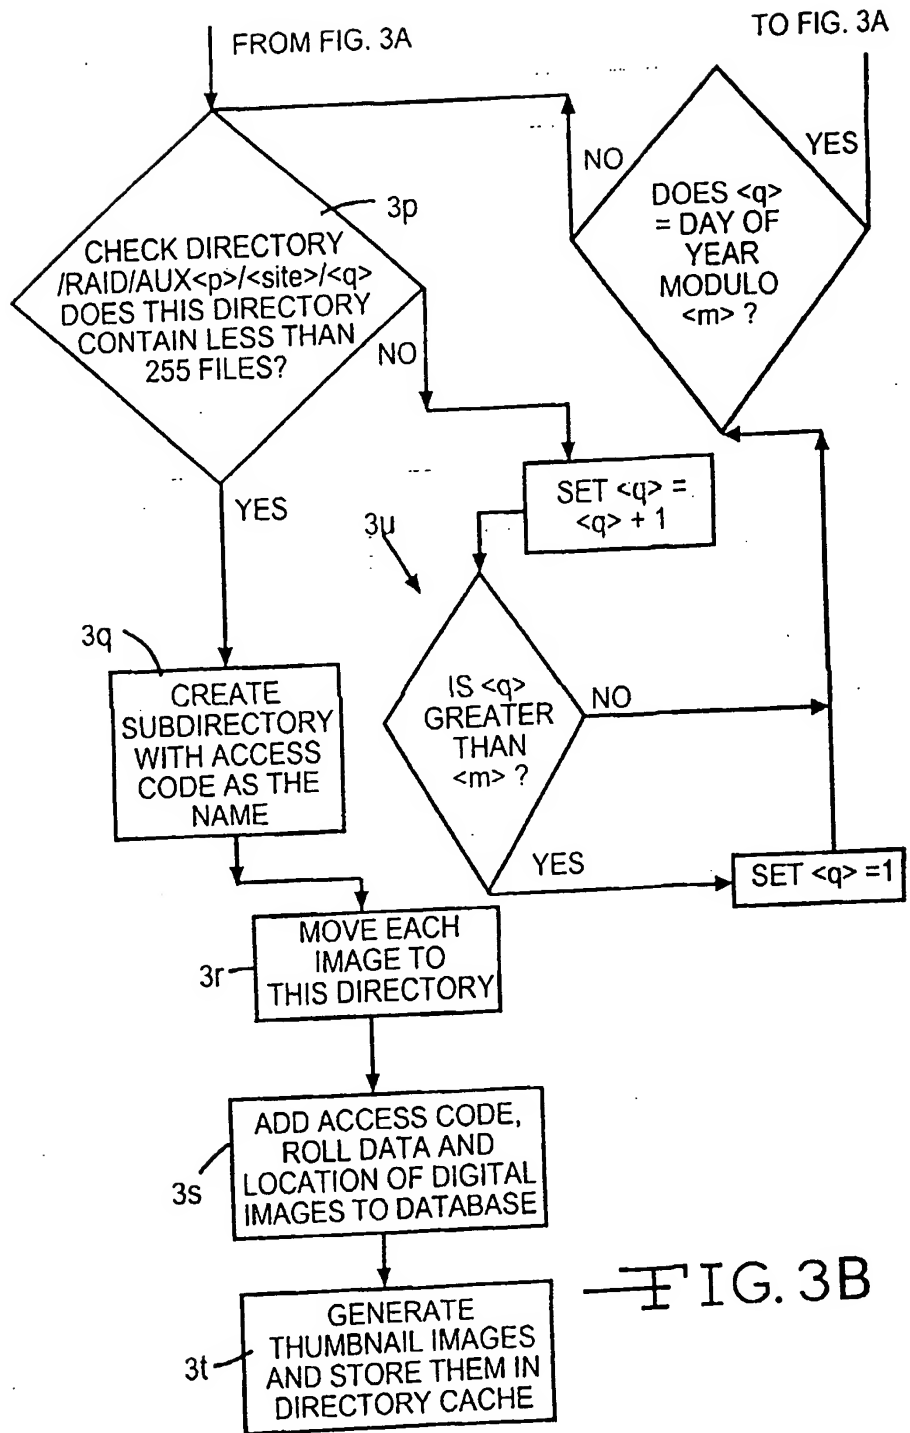 FROM FIG. 3A
TO FIG. 3A
3p
CHECK DIRECTORY
/RAID/AUX<p>/<site>/<q>
DOES THIS DIRECTORY
CONTAIN LESS THAN
255 FILES?
NO
YES
NO
YES
DOES <q>
= DAY OF
YEAR
MODULO
<m> ?
SET <q> =
<q> + 1
3u
IS <q>
GREATER
THAN
<m> ?
NO
YES
SET <q> =1
3q
CREATE
SUBDIRECTORY
WITH ACCESS
CODE AS THE
NAME
3r
MOVE EACH
IMAGE TO
THIS DIRECTORY
3s
ADD ACCESS CODE,
ROLL DATA AND
LOCATION OF DIGITAL
IMAGES TO DATABASE
3t
GENERATE
THUMBNAIL IMAGES
AND STORE THEM IN
DIRECTORY CACHE
FIG. 3B